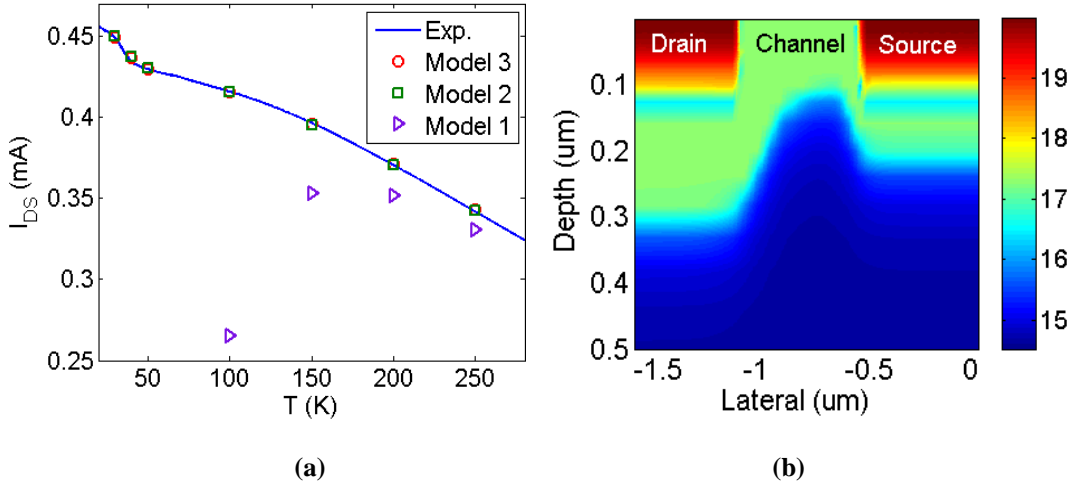 0.45
0.4
0.35
0.3
0.25
I_DS (mA)
50
100
150
200
250
T (K)
Exp.
Model 3
Model 2
Model 1
(a)
Drain
Channel
Source
0.1
0.2
0.3
0.4
0.5
Depth (um)
-1.5
-1
-0.5
0
Lateral (um)
19
18
17
16
15
(b)